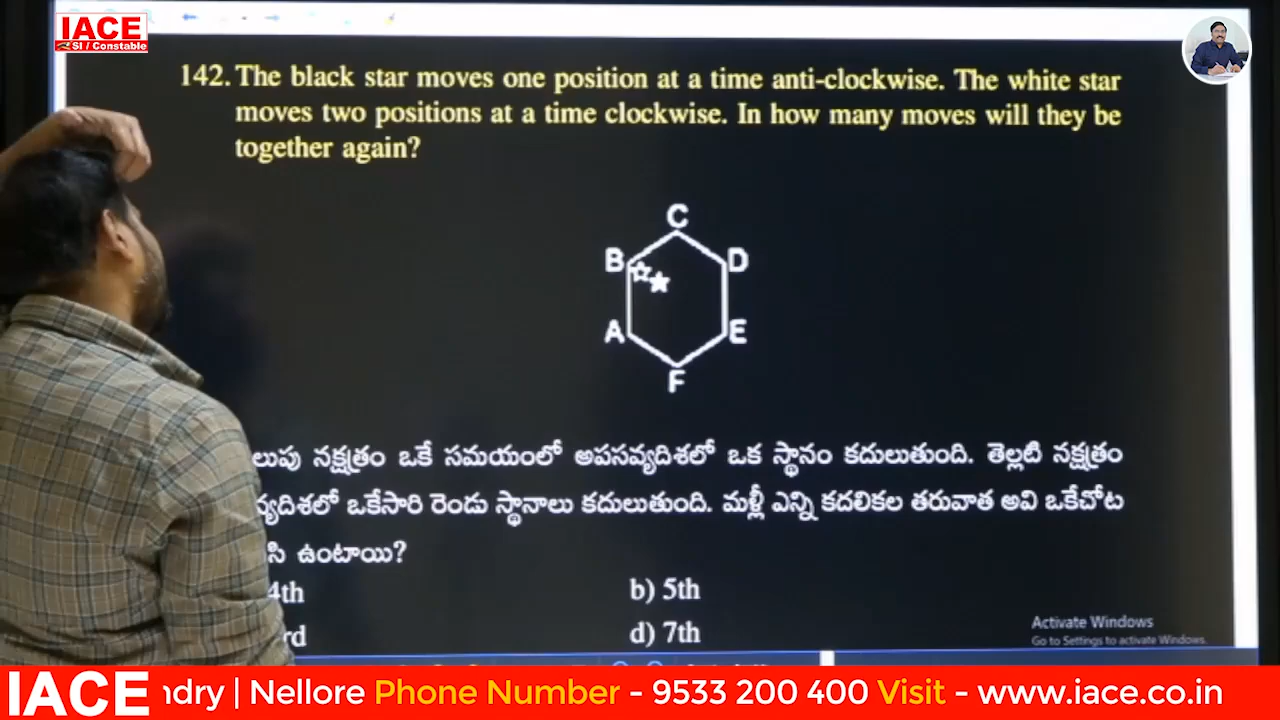 IACE
SI / Constable
142. The black star moves one position at a time anti-clockwise. The white star
moves two positions at a time clockwise. In how many moves will they be
together again?
C
B D
A E
F
లుపు నక్షత్రం ఒకే సమయంలో అపసవ్యదిశలో ఒక స్థానం కదులుతుంది. తెల్లటి నక్షత్రం
వ్యదిశలో ఒకేసారి రెండు స్థానాలు కదులుతుంది. మళ్లీ ఎన్ని కదలికల తరువాత అవి ఒకేచోట
సి ఉంటాయి?
4th b) 5th
rd d) 7th
Activate Windows
Go to Settings to activate Windows.
IACE ndry | Nellore Phone Number - 9533 200 400 Visit - www.iace.co.in